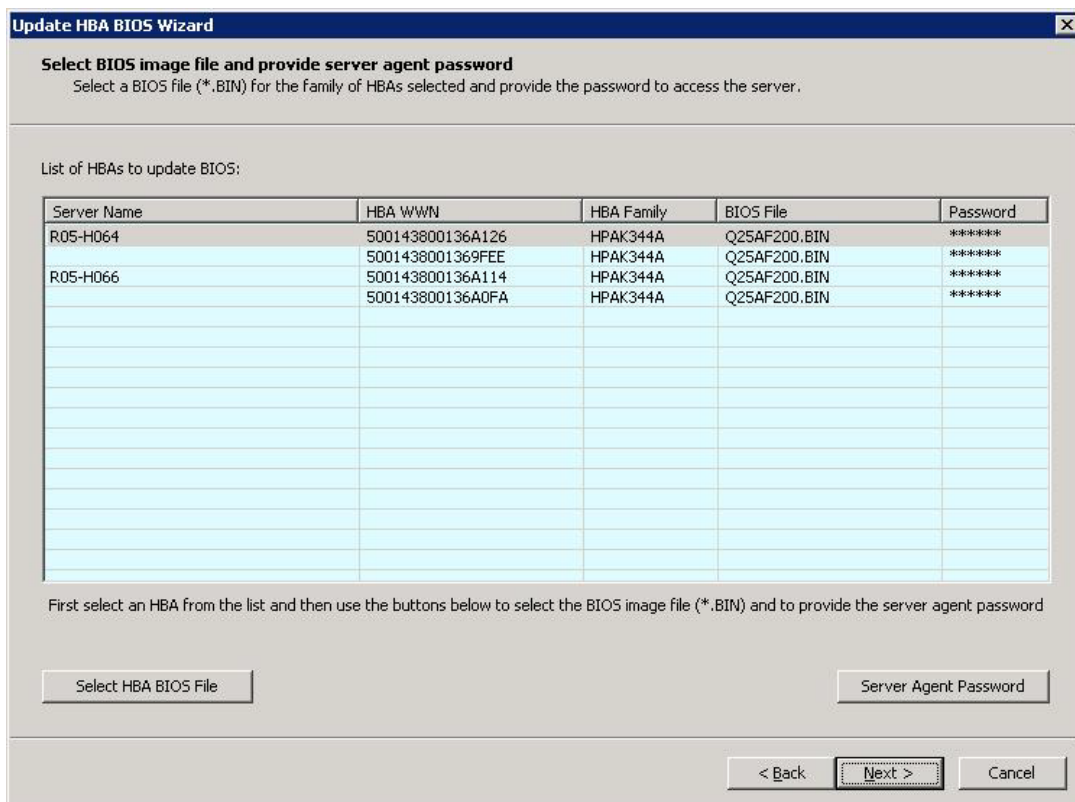 Update HBA BIOS Wizard
Select BIOS image file and provide server agent password
Select a BIOS file (*.BIN) for the family of HBAs selected and provide the password to access the server.
List of HBAs to update BIOS:
Server Name HBA WWN HBA Family BIOS File Password
R05-H064 500143800136A126 HPAK344A Q25AF200.BIN ******
5001438001369FEE HPAK344A Q25AF200.BIN ******
R05-H066 500143800136A114 HPAK344A Q25AF200.BIN ******
500143800136A0FA HPAK344A Q25AF200.BIN ******
First select an HBA from the list and then use the buttons below to select the BIOS image file (*.BIN) and to provide the server agent password
Select HBA BIOS File Server Agent Password
< Back Next > Cancel